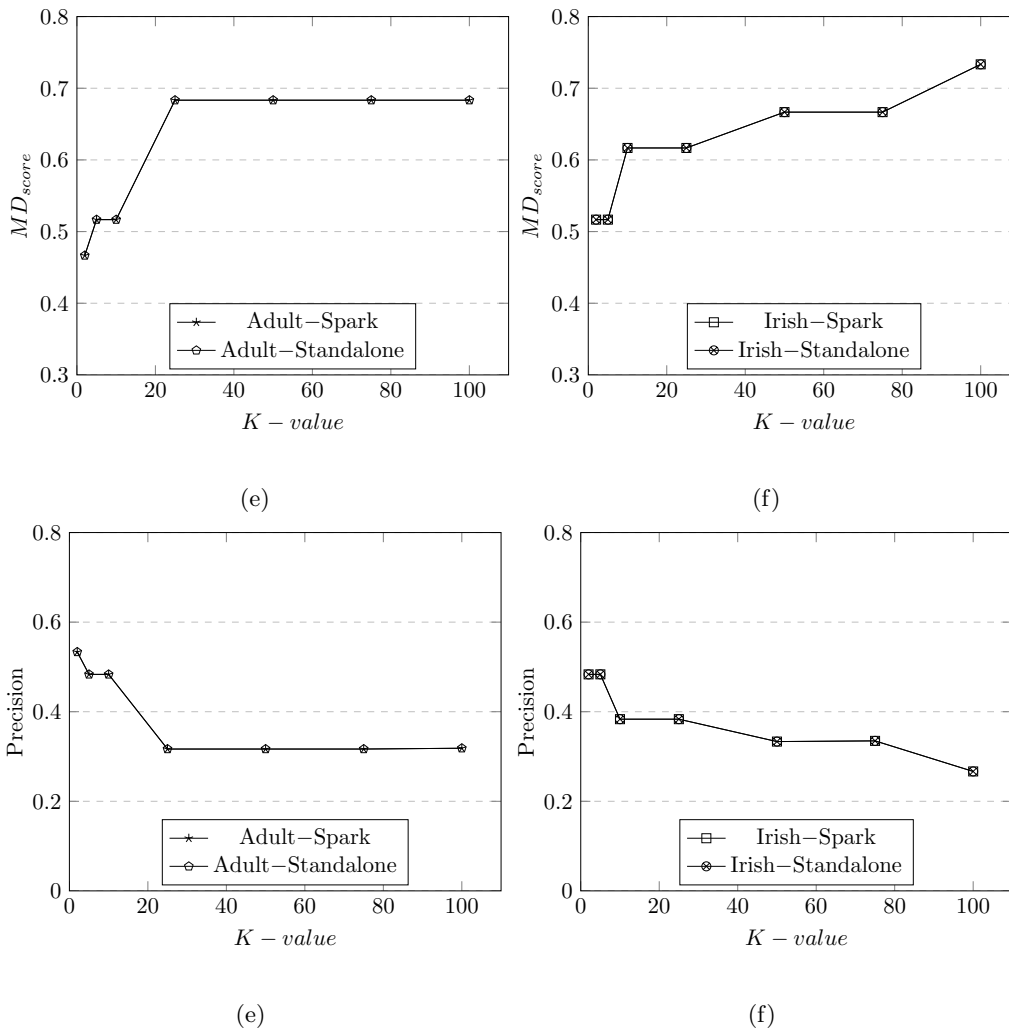 0.8
0.7
0.6
0.5
0.4
0.3
MD_score
0 20 40 60 80 100
K − value
Adult−Spark
Adult−Standalone
(e)
0.8
0.7
0.6
0.5
0.4
0.3
MD_score
0 20 40 60 80 100
K − value
Irish−Spark
Irish−Standalone
(f)
0.8
0.6
0.4
0.2
0
Precision
0 20 40 60 80 100
K − value
Adult−Spark
Adult−Standalone
(e)
0.8
0.6
0.4
0.2
0
Precision
0 20 40 60 80 100
K − value
Irish−Spark
Irish−Standalone
(f)